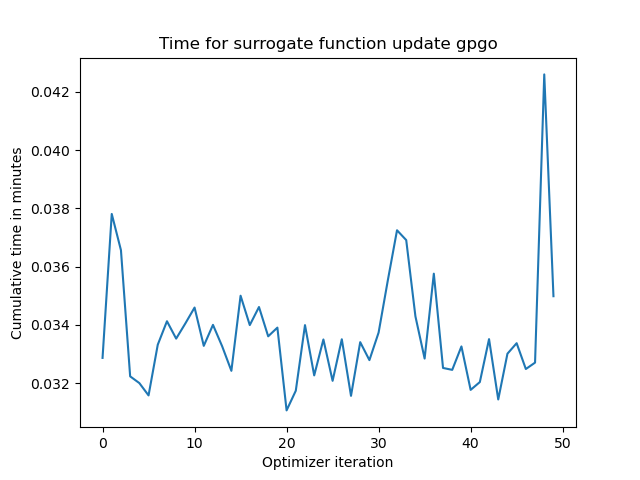 Time for surrogate function update gpgo
Cumulative time in minutes
0.042
0.040
0.038
0.036
0.034
0.032
0 10 20 30 40 50
Optimizer iteration